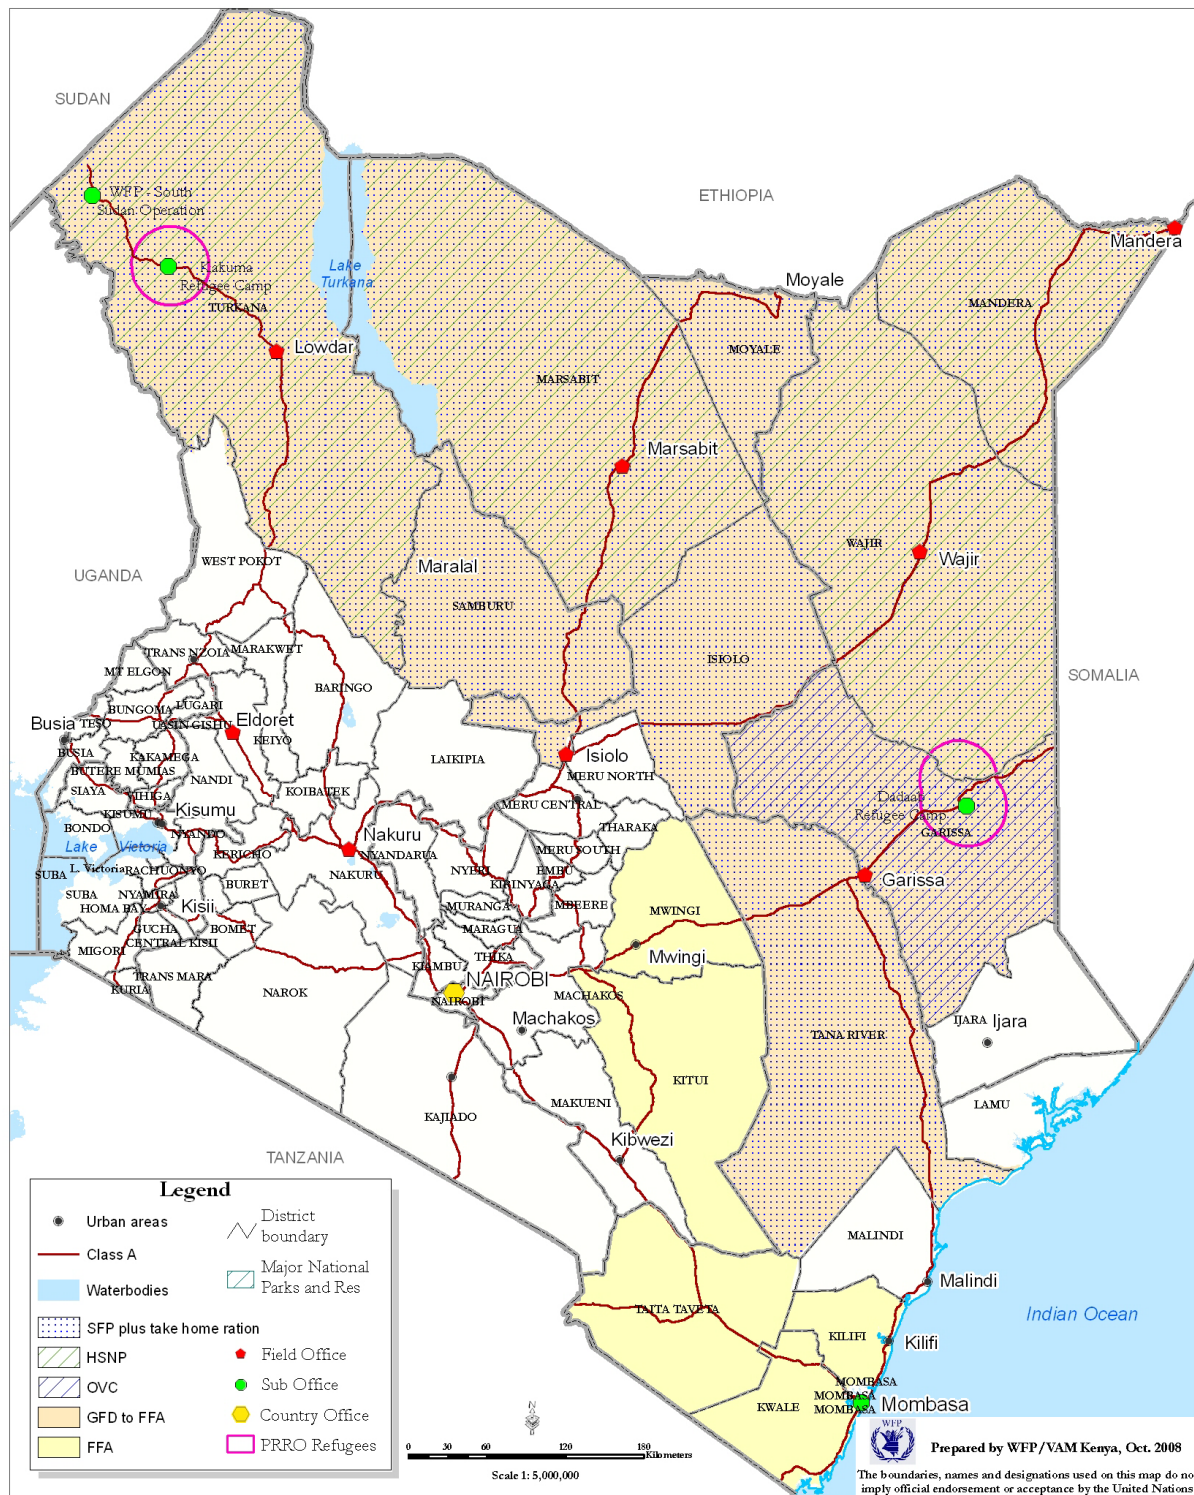 SUDAN
ETHIOPIA
WFP - South
Sudan Operation
Mandera
Kakuma
Refugee Camp
Lake
Turkana
Moyale
TURKANA
MANDERA
Lowdar
MOYALE
MARSABIT
Marsabit
WAJIR
Wajir
WEST POKOT
Maralal
UGANDA
SAMBURU
TRANS NZOIA
MARAKWET
MT ELGON
ISIOLO
SOMALIA
BARINGO
BUNGOMA
LUGARI
Busia
TESO
UASIN GISHU
Eldoret
KEIYO
BUSIA
KAKAMEGA
LAIKIPIA
Isiolo
BUTERE MUMIAS
NANDI
MERU NORTH
SIAYA
VIHIGA
KOIBATEK
MERU CENTRAL
Dadaab
Refugee Camp
KISUMU
Kisumu
BONDO
NYANDO
THARAKA
GARISSA
Lake Victoria
Nakuru
KERICHO
NYANDARUA
MERU SOUTH
L. Victoria
RACHUONYO
NAKURU
NYERI
EMBU
SUBA
Garissa
SUBA
NYAMIRA
BURET
KIRINYAGA
HOMA BAY
Kisii
MURANGA
MBEERE
MWINGI
GUCHA
BOMET
MARAGUA
MIGORI
CENTRAL KISII
THIKA
Mwingi
KIAMBU
TRANS MARA
KURIA
NAROK
NAIROBI
NAIROBI
MACHAKOS
Machakos
IJARA
Ijara
TANA RIVER
KITUI
MAKUENI
LAMU
KAJIADO
Kibwezi
TANZANIA
MALINDI
Malindi
TAITA TAVETA
Indian Ocean
KILIFI
Kilifi
MOMBASA
MOMBASA
MOMBASA
KWALE
Mombasa
Legend
Urban areas
Class A
Waterbodies
SFP plus take home ration
HSNP
OVC
GFD to FFA
FFA
District
boundary
Major National
Parks and Res
Field Office
Sub Office
Country Office
PRRO Refugees
N
0 30 60 120 180
Kilometers
Scale 1: 5,000,000
WFP
Prepared by WFP/VAM Kenya, Oct. 2008
The boundaries, names and designations used on this map do no
imply official endorsement or acceptance by the United Nations